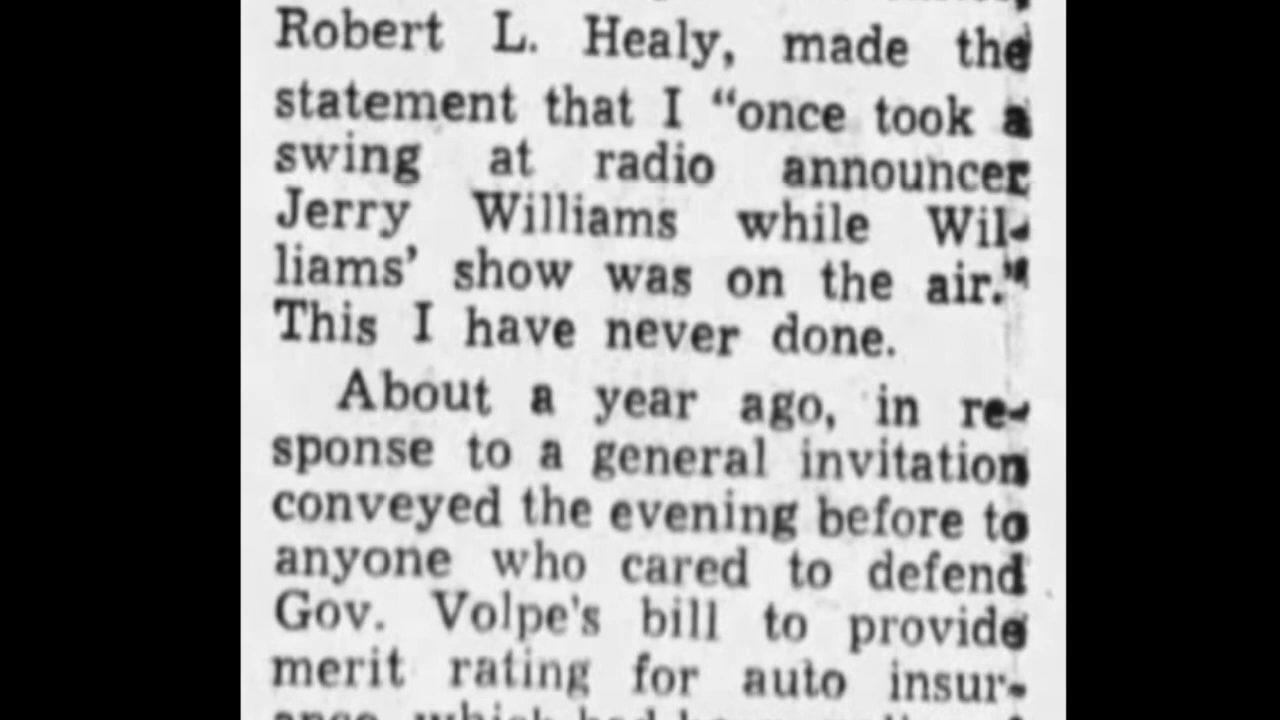 Robert L. Healy, made the
statement that I “once took a
swing at radio announcer
Jerry Williams while Wil-
liams’ show was on the air.”
This I have never done.
About a year ago, in re-
sponse to a general invitation
conveyed the evening before to
anyone who cared to defend
Gov. Volpe's bill to provide
merit rating for auto insur-